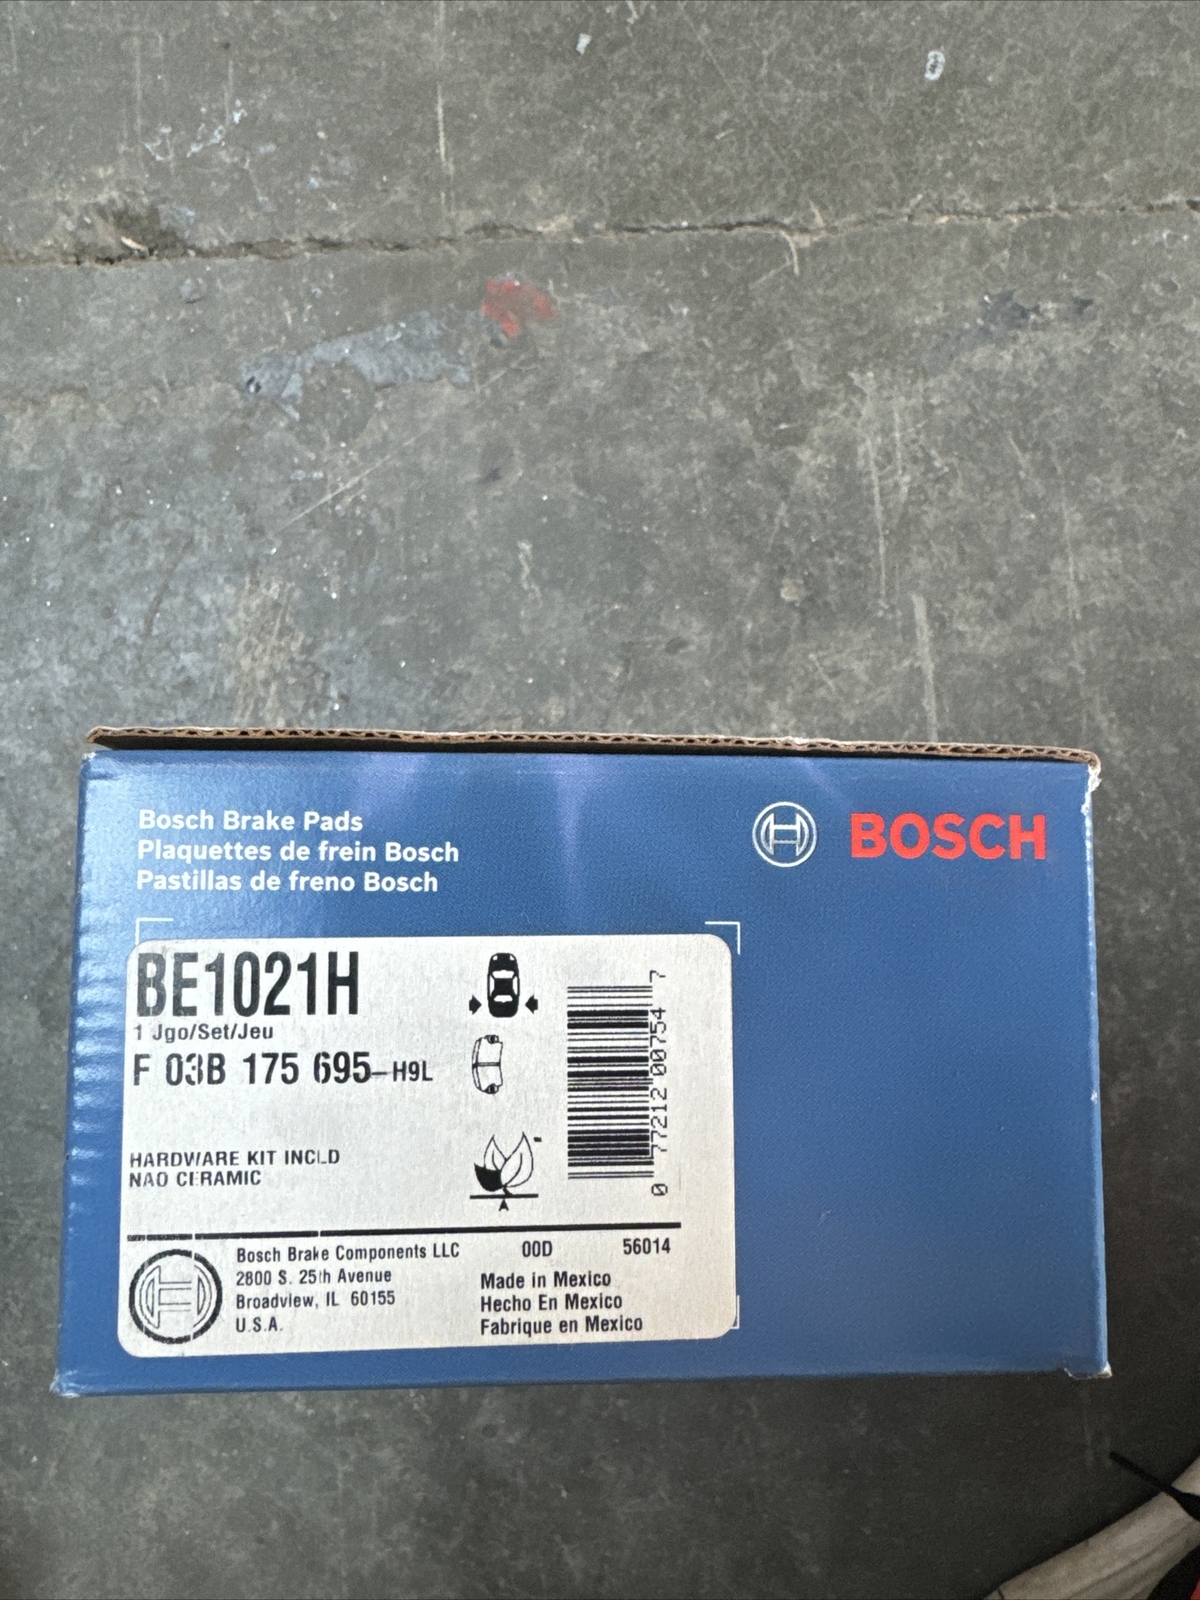 Bosch Brake Pads
Plaquettes de frein Bosch
Pastillas de freno Bosch
BOSCH
BE1021H
1 Jgo/Set/Jeu
F 03B 175 695-H9L
HARDWARE KIT INCLD
NAO CERAMIC
0 77212 00754 7
Bosch Brake Components LLC
2800 S. 25th Avenue
Broadview, IL 60155
U.S.A.
00D 56014
Made in Mexico
Hecho En Mexico
Fabrique en Mexico